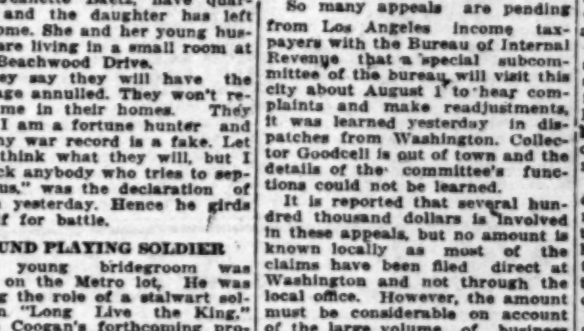 and the daughter has left
ome. She and her young hus-
are living in a small room at
Beachwood Drive.
ey say they will have the
age annulled. They won't re-
me in their homes. They
I am a fortune hunter and
ny war record is a fake. Let
think what they will, but I
ck anybody who tries to sep-
us," was the declaration of
yesterday. Hence he girds
f for battle.
UND PLAYING SOLDIER
young bridegroom was
on the Metro lot. He was
g the role of a stalwart sol-
n "Long Live the King,"
Coogan's forthcoming pro-
So many appeals are pending
from Los Angeles income tax-
payers with the Bureau of Internal
Revenue that a special subcom-
mittee of the bureau will visit this
city about August 1 to hear com-
plaints and make readjustments,
it was learned yesterday in dis-
patches from Washington. Collec-
tor Goodcell is out of town and the
details of the committee's func-
tions could not be learned.
It is reported that several hun-
dred thousand dollars is involved
in these appeals, but no amount is
known locally as most of the
claims have been filed direct at
Washington and not through the
local office. However, the amount
must be considerable on account
of the large volume of